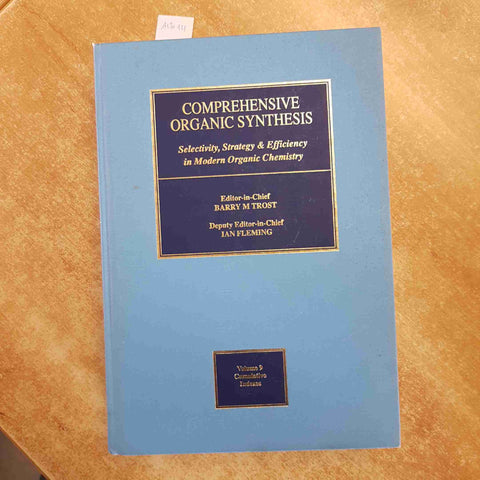 COMPREHENSIVE
ORGANIC SYNTHESIS
Selectivity, Strategy & Efficiency
in Modern Organic Chemistry
Editor-in-Chief
BARRY M TROST
Deputy Editor-in-Chief
IAN FLEMING
Volume 9
Cumulative
Indexes